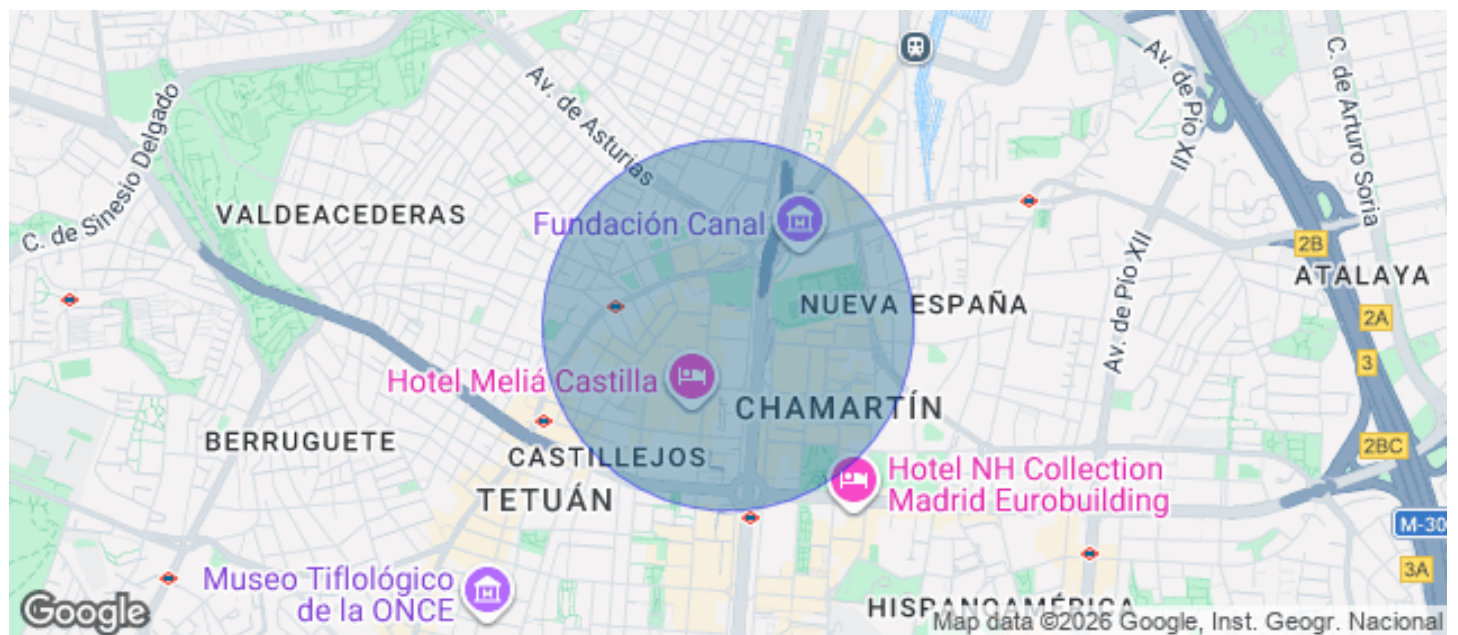 Av. de Asturias
Av. de Pío XII
C. de Arturo Soria
C. de Sinesio Delgado
VALDEACEDERAS
Fundación Canal
2B
ATALAYA
NUEVA ESPAÑA
Av. de Pío XII
2A
3
Hotel Meliá Castilla
CHAMARTÍN
BERRUGUETE
CASTILLEJOS
2BC
TETUÁN
Hotel NH Collection
Madrid Eurobuilding
M-30
3A
Museo Tiflológico
de la ONCE
HISPANOAMÉRICA
Google
Map data ©2026 Google, Inst. Geogr. Nacional